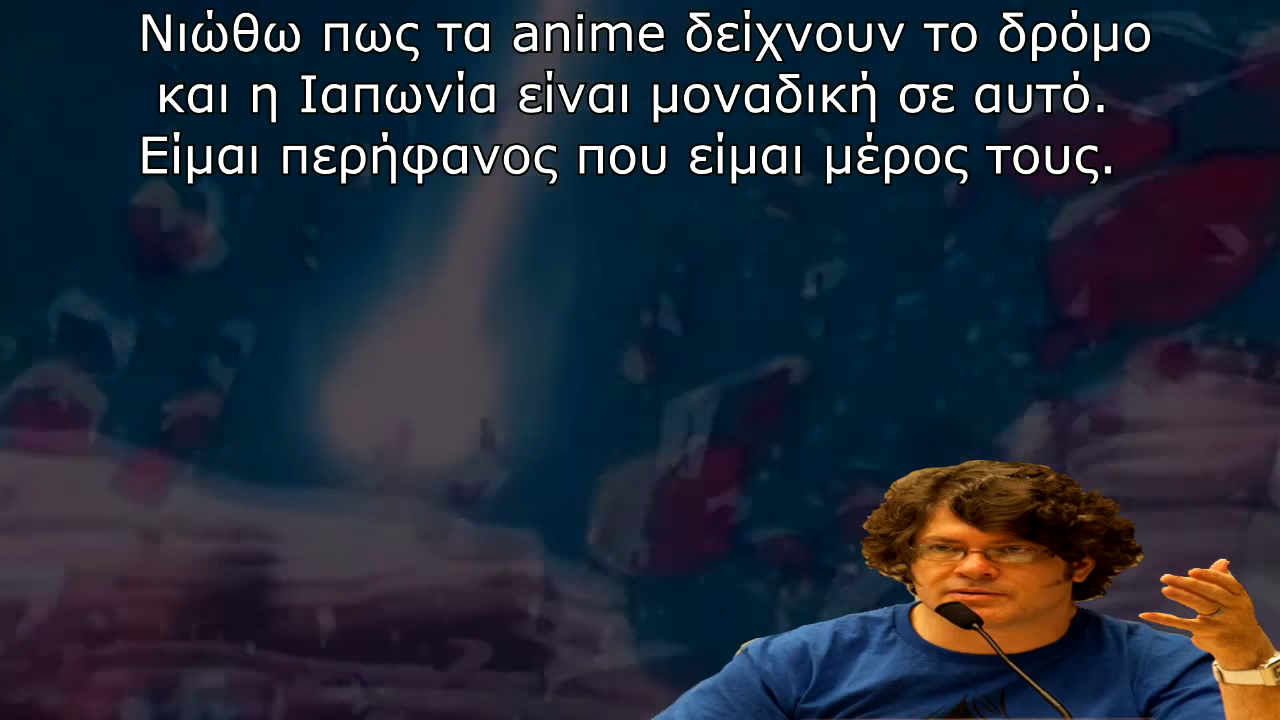 Νιώθω πως τα anime δείχνουν το δρόμο
και η Ιαπωνία είναι μοναδική σε αυτό.
Είμαι περήφανος που είμαι μέρος τους.